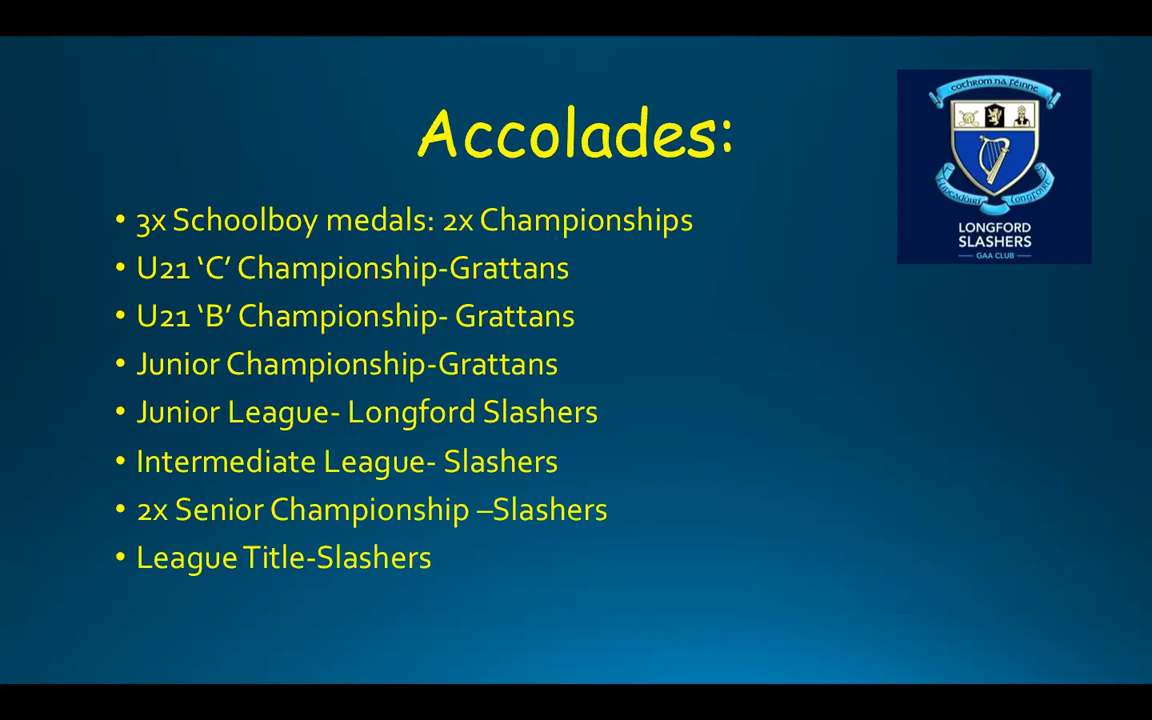 Accolades:
• 3x Schoolboy medals: 2x Championships
• U21 ‘C’ Championship-Grattans
• U21 ‘B’ Championship- Grattans
• Junior Championship-Grattans
• Junior League- Longford Slashers
• Intermediate League- Slashers
• 2x Senior Championship –Slashers
• League Title-Slashers
cothrom na féinne
longfoirt
LONGFORD
SLASHERS
GAA CLUB